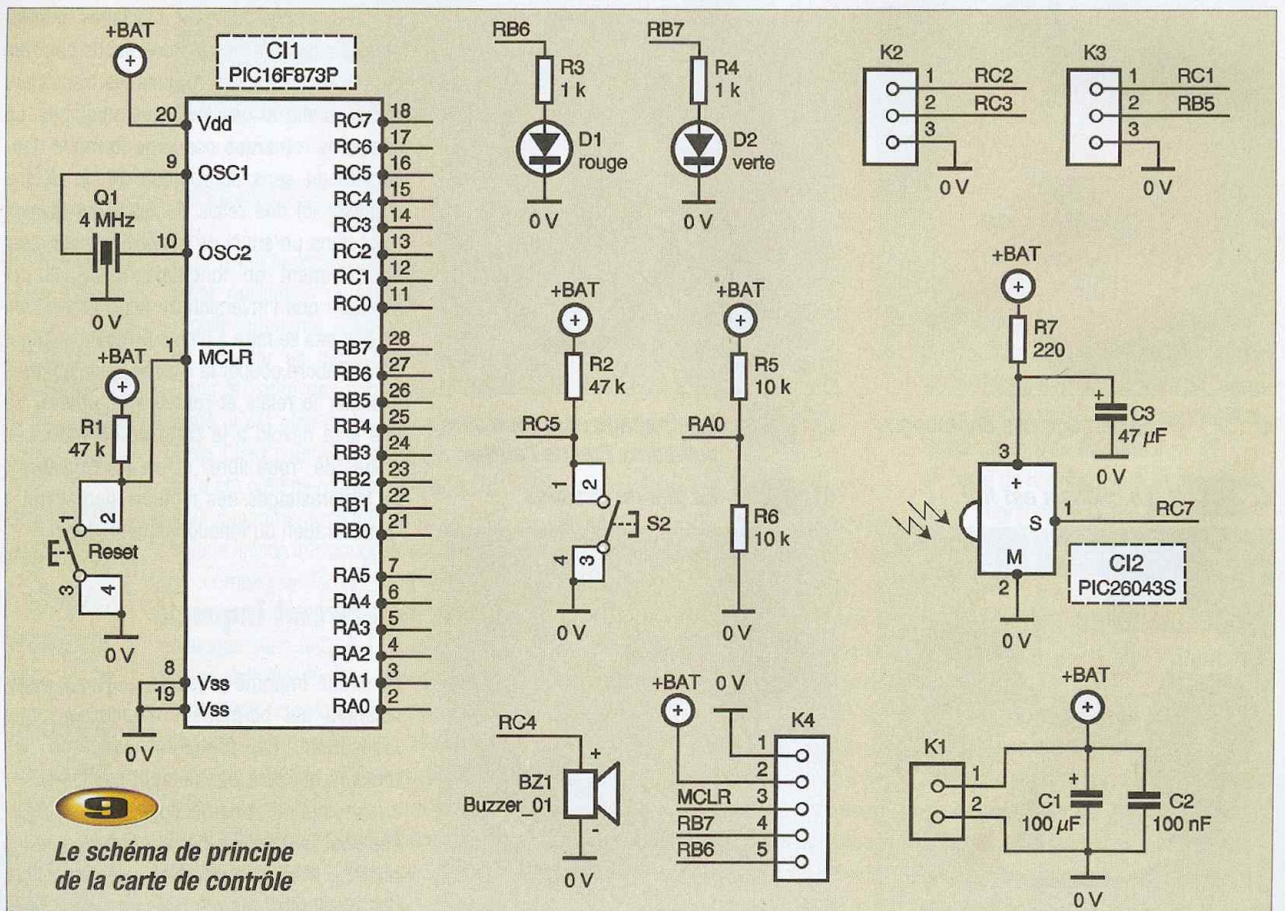 +BAT
CI1
PIC16F873P
20
Vdd
9
OSC1
Q1
4 MHz
10
OSC2
0 V
+BAT
1
MCLR
R1
47 k
1
2
Reset
3
4
0 V
8
Vss
19
Vss
0 V
RC7
18
RC6
17
RC5
16
RC4
15
RC3
14
RC2
13
RC1
12
RC0
11
RB7
28
RB6
27
RB5
26
RB4
25
RB3
24
RB2
23
RB1
22
RB0
21
RA5
7
RA4
6
RA3
5
RA2
4
RA1
3
RA0
2
RB6
R3
1 k
D1
rouge
0 V
RB7
R4
1 k
D2
verte
0 V
K2
1
RC2
2
RC3
3
0 V
K3
1
RC1
2
RB5
3
0 V
+BAT
R2
47 k
RC5
1
2
S2
4
3
0 V
+BAT
R5
10 k
RA0
R6
10 k
0 V
+BAT
R7
220
+
C3
47 µF
0 V
3
+
S
1
RC7
M
2
0 V
CI2
PIC26043S
RC4
+
BZ1
Buzzer_01
-
0 V
+BAT
0 V
K4
1
2
MCLR
3
RB7
4
RB6
5
+BAT
K1
1
2
+
C1
100 µF
C2
100 nF
0 V
9
Le schéma de principe
de la carte de contrôle